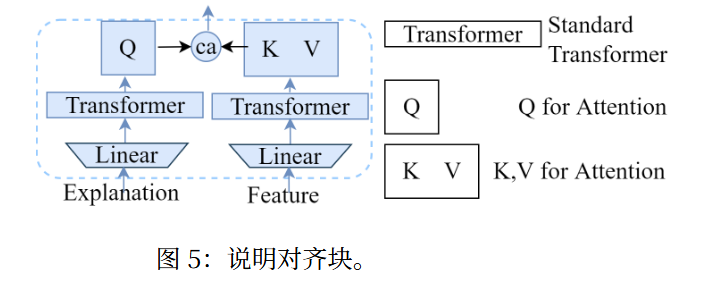 Q
ca
K V
Transformer
Transformer
Linear
Linear
Explanation
Feature
Transformer
Standard
Transformer
Q
Q for Attention
K V
K,V for Attention
图 5：说明对齐块。